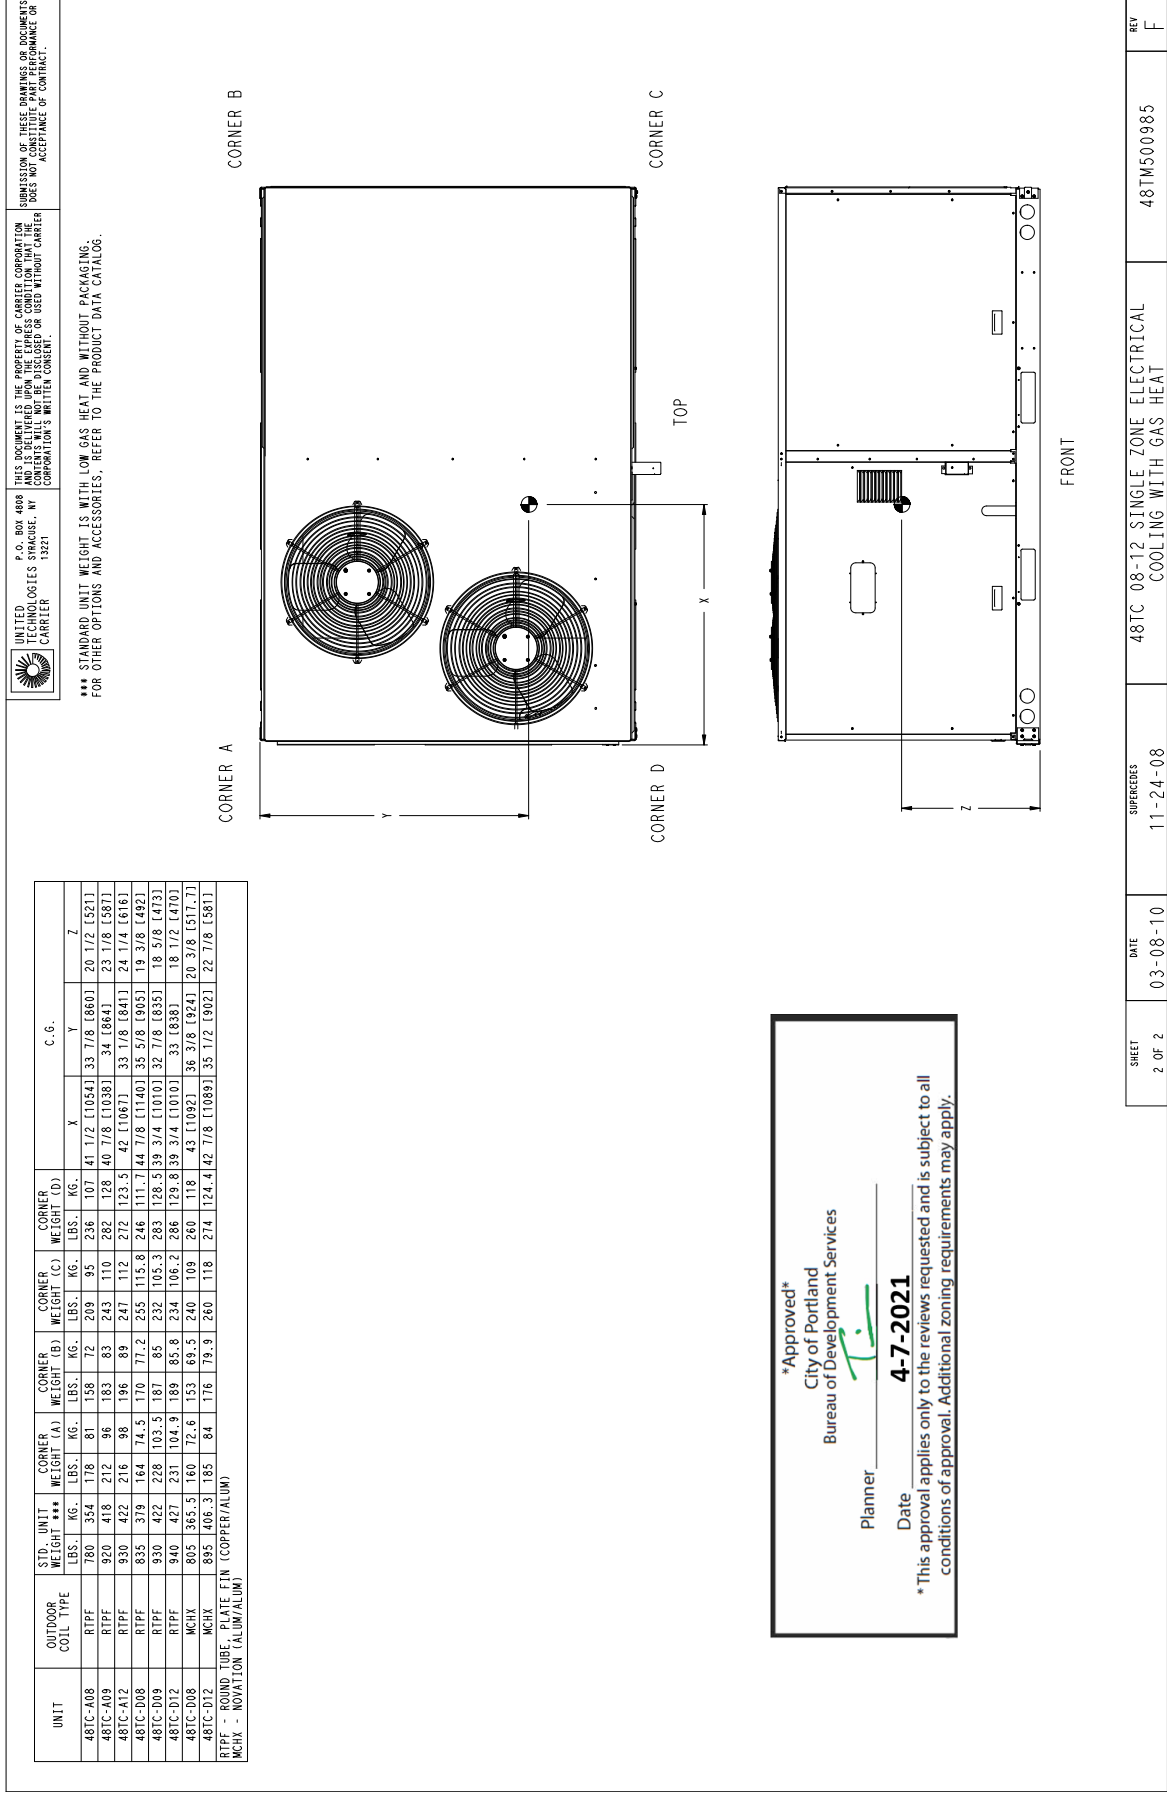 UNIT OUTDOOR COIL TYPE STD. UNIT WEIGHT *** CORNER WEIGHT (A) CORNER WEIGHT (B) CORNER WEIGHT (C) CORNER WEIGHT (D) C.G.
LBS. KG. LBS. KG. LBS. KG. LBS. KG. LBS. KG. X Y Z
48TC-A08 RTPF 780 354 178 81 158 72 209 95 236 107 41 1/2 [1054] 33 7/8 [860] 20 1/2 [521]
48TC-A09 RTPF 920 418 212 96 183 83 243 110 282 128 40 7/8 [1038] 34 [864] 23 1/8 [587]
48TC-A12 RTPF 930 422 216 98 196 89 247 112 272 123.5 42 [1067] 33 1/8 [841] 24 1/4 [616]
48TC-D08 RTPF 835 379 164 74.5 170 77.2 255 115.8 246 111.7 44 7/8 [1140] 35 5/8 [905] 19 3/8 [492]
48TC-D09 RTPF 930 422 228 103.5 187 85 232 105.3 283 128.5 39 3/4 [1010] 32 7/8 [835] 18 5/8 [473]
48TC-D12 RTPF 940 427 231 104.9 189 85.8 234 106.2 286 129.8 39 3/4 [1010] 33 [838] 18 1/2 [470]
48TC-D08 MCHX 805 365.5 160 72.6 153 69.5 240 109 260 118 43 [1092] 36 3/8 [924] 20 3/8 [517.7]
48TC-D12 MCHX 895 406.3 185 84 176 79.9 260 118 274 124.4 42 7/8 [1089] 35 1/2 [902] 22 7/8 [581]
RTPF - ROUND TUBE, PLATE FIN (COPPER/ALUM)
MCHX - NOVATION (ALUM/ALUM)
UNITED TECHNOLOGIES CARRIER
P.O. BOX 4808
SYRACUSE, NY
13221
THIS DOCUMENT IS THE PROPERTY OF CARRIER CORPORATION
AND IS DELIVERED UPON THE EXPRESS CONDITION THAT THE
CONTENTS WILL NOT BE DISCLOSED OR USED WITHOUT CARRIER
CORPORATION'S WRITTEN CONSENT.
SUBMISSION OF THESE DRAWINGS OR DOCUMENTS
DOES NOT CONSTITUTE PART PERFORMANCE OR
ACCEPTANCE OF CONTRACT.
*** STANDARD UNIT WEIGHT IS WITH LOW GAS HEAT AND WITHOUT PACKAGING.
FOR OTHER OPTIONS AND ACCESSORIES, REFER TO THE PRODUCT DATA CATALOG.
CORNER A
CORNER B
Y
X
CORNER D
TOP
CORNER C
Z
FRONT
*Approved*
City of Portland
Bureau of Development Services
Planner Tim
Date 4-7-2021
*This approval applies only to the reviews requested and is subject to all
conditions of approval. Additional zoning requirements may apply.
SHEET
2 OF 2
DATE
03-08-10
SUPERCEDES
11-24-08
48TC 08-12 SINGLE ZONE ELECTRICAL
COOLING WITH GAS HEAT
48TM500985
REV
F